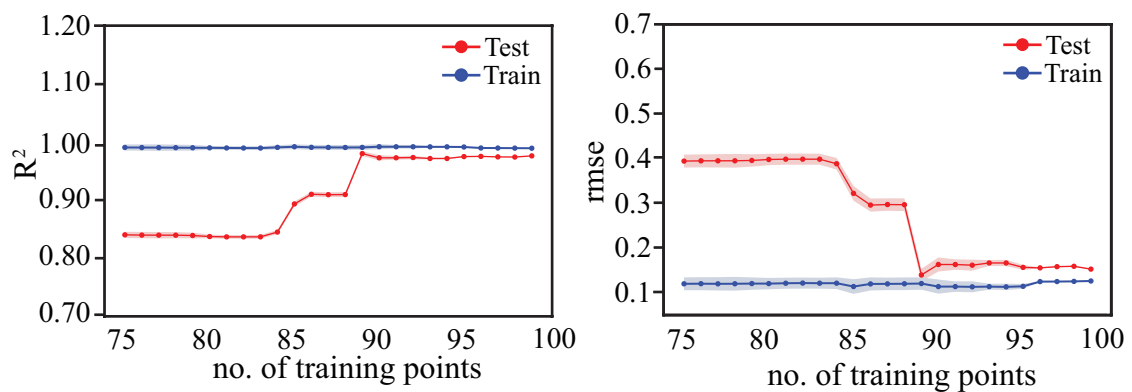 1.20
1.10
1.00
0.90
0.80
0.70
R²
Test
Train
75 80 85 90 95 100
no. of training points
0.7
0.6
0.5
0.4
0.3
0.2
0.1
rmse
Test
Train
75 80 85 90 95 100
no. of training points